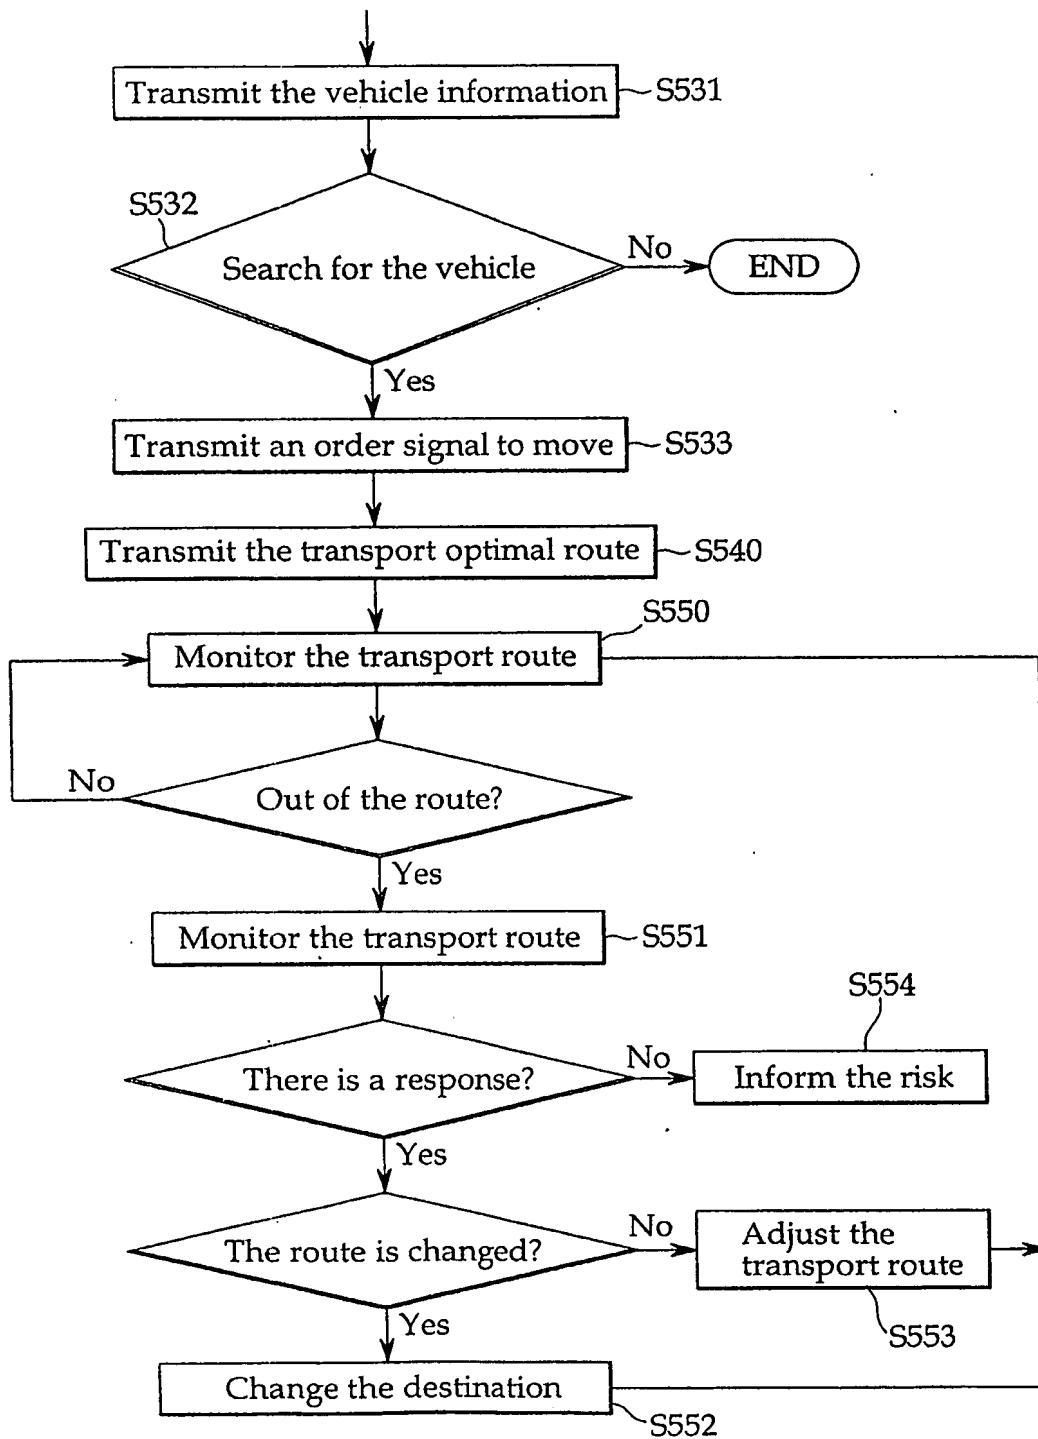 Transmit the vehicle information
S531
S532
Search for the vehicle
No
END
Yes
Transmit an order signal to move
S533
Transmit the transport optimal route
S540
S550
Monitor the transport route
No
Out of the route?
Yes
Monitor the transport route
S551
S554
There is a response?
No
Inform the risk
Yes
The route is changed?
No
Adjust the
transport route
S553
Yes
Change the destination
S552